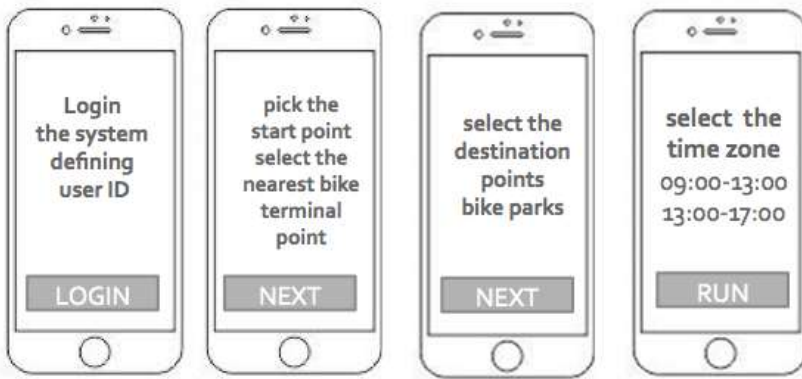 Login
the system
defining
user ID
LOGIN
pick the
start point
select the
nearest bike
terminal
point
NEXT
select the
destination
points
bike parks
NEXT
select the
time zone
09:00-13:00
13:00-17:00
RUN